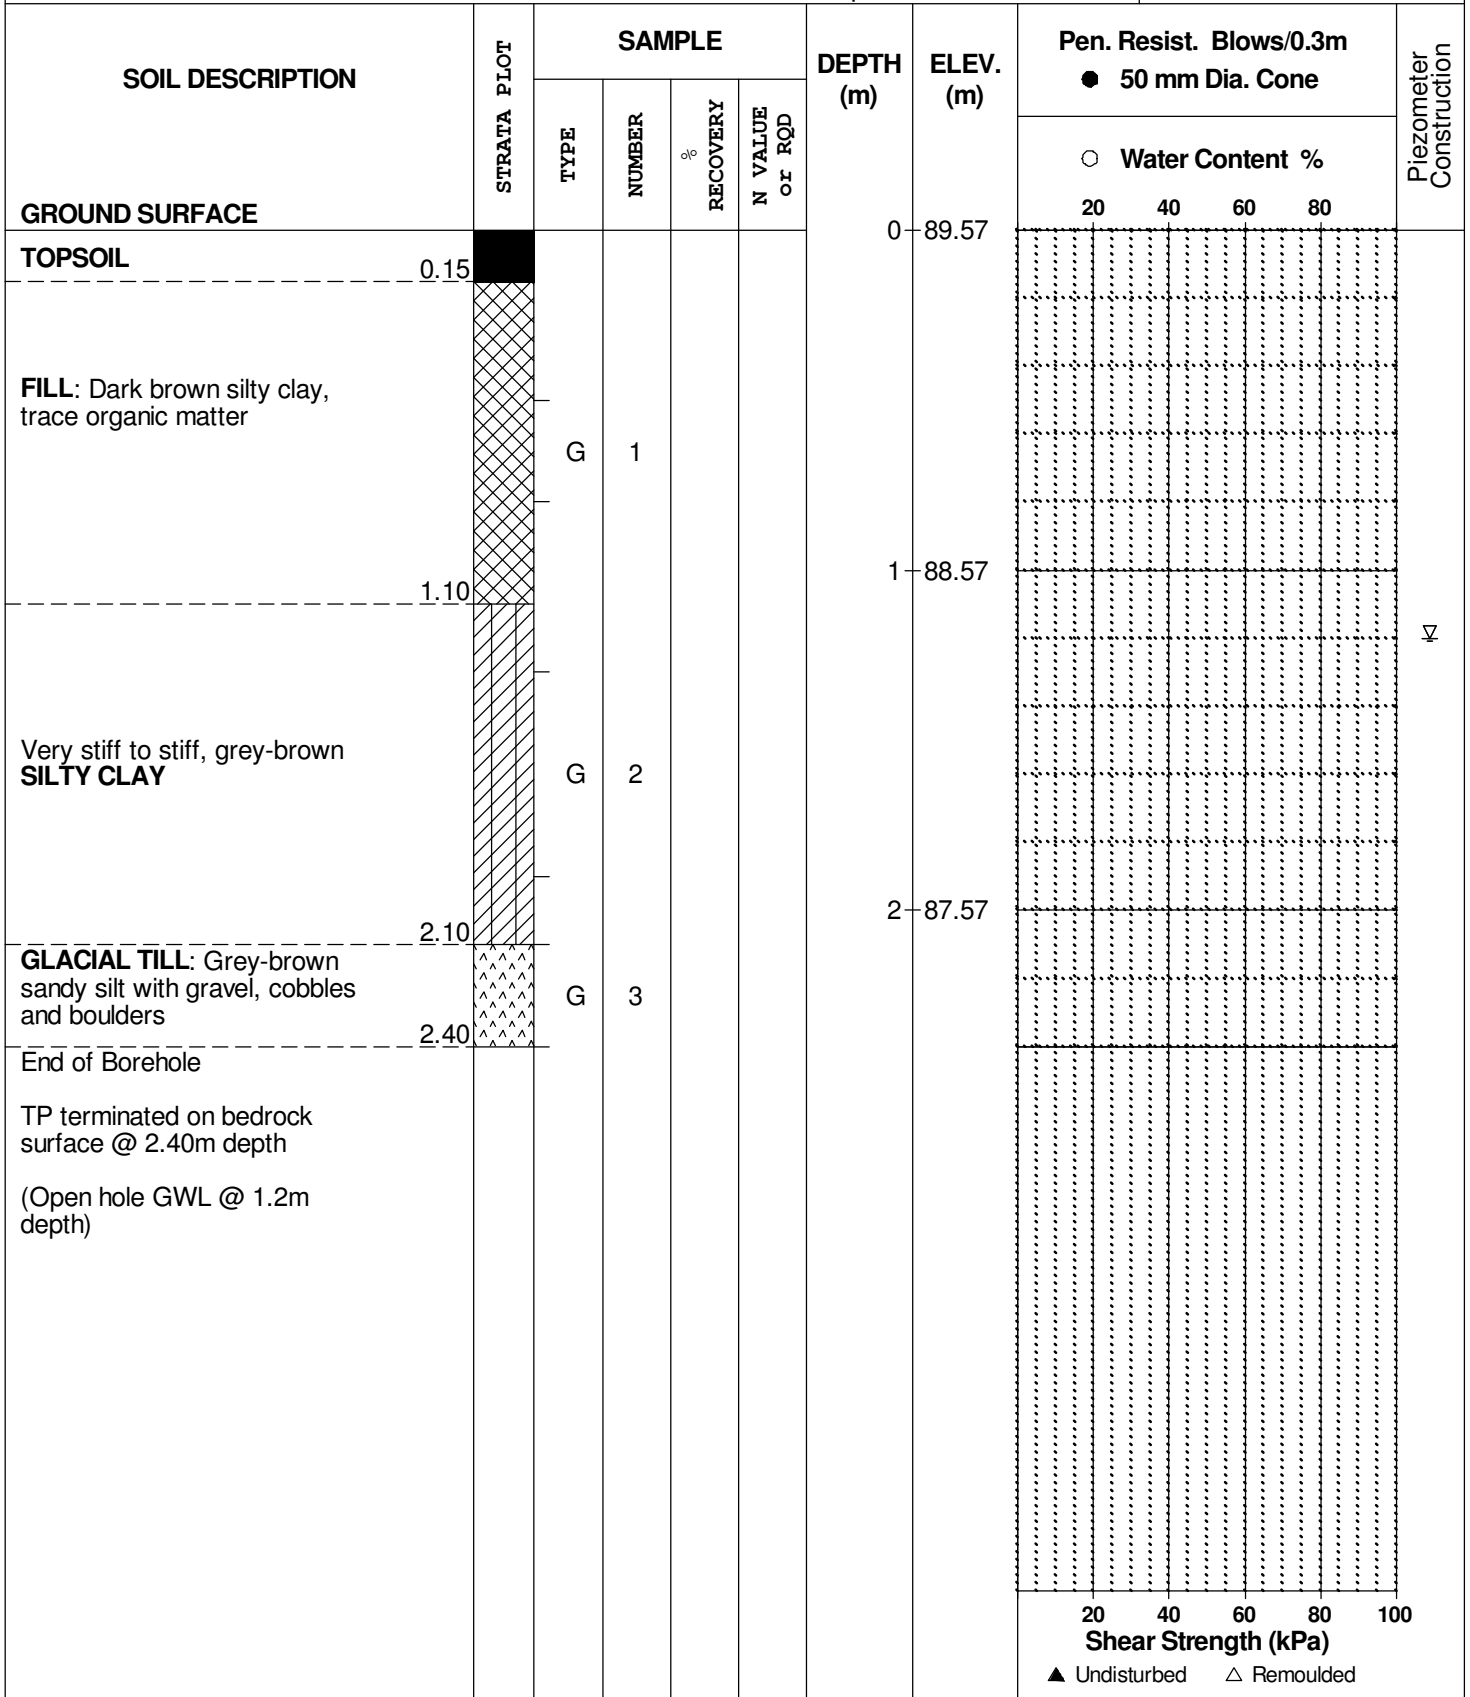 SOIL DESCRIPTION
GROUND SURFACE
STRATA PLOT
SAMPLE
TYPE
NUMBER
%
RECOVERY
N VALUE
or RQD
DEPTH
(m)
ELEV.
(m)
Pen. Resist. Blows/0.3m
● 50 mm Dia. Cone
○ Water Content %
20 40 60 80
Piezometer
Construction
0 89.57
TOPSOIL
0.15
FILL: Dark brown silty clay,
trace organic matter
G 1
1 88.57
1.10
Very stiff to stiff, grey-brown
SILTY CLAY
G 2
2 87.57
2.10
GLACIAL TILL: Grey-brown
sandy silt with gravel, cobbles
and boulders
G 3
2.40
End of Borehole
TP terminated on bedrock
surface @ 2.40m depth
(Open hole GWL @ 1.2m
depth)
20 40 60 80 100
Shear Strength (kPa)
▲ Undisturbed △ Remoulded